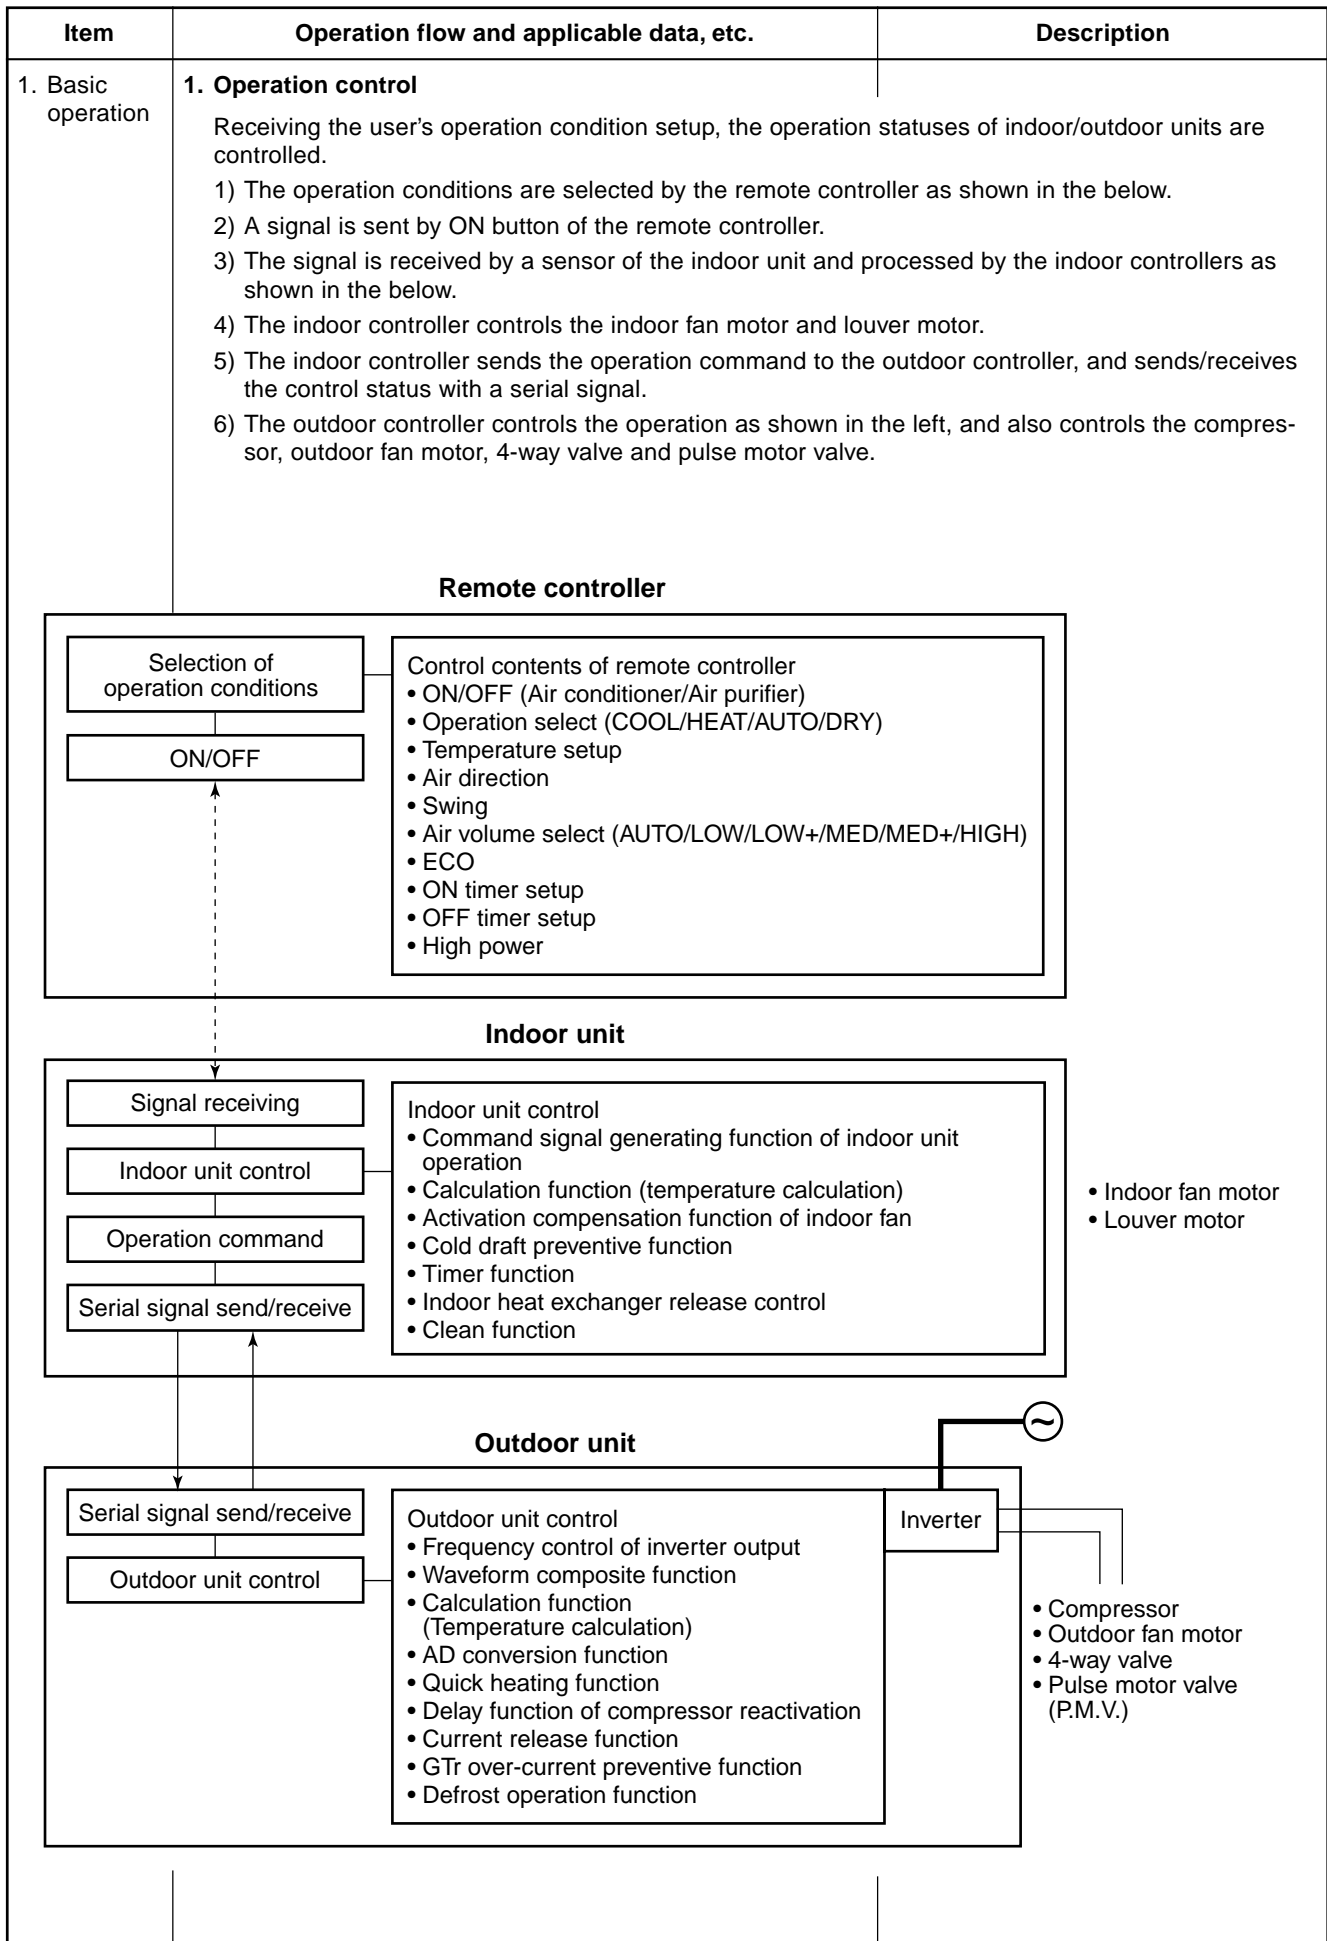 Item
Operation flow and applicable data, etc.
Description
1. Basic
operation
1. Operation control
Receiving the user's operation condition setup, the operation statuses of indoor/outdoor units are
controlled.
1) The operation conditions are selected by the remote controller as shown in the below.
2) A signal is sent by ON button of the remote controller.
3) The signal is received by a sensor of the indoor unit and processed by the indoor controllers as
shown in the below.
4) The indoor controller controls the indoor fan motor and louver motor.
5) The indoor controller sends the operation command to the outdoor controller, and sends/receives
the control status with a serial signal.
6) The outdoor controller controls the operation as shown in the left, and also controls the compres-
sor, outdoor fan motor, 4-way valve and pulse motor valve.
Remote controller
Selection of
operation conditions
ON/OFF
Control contents of remote controller
• ON/OFF (Air conditioner/Air purifier)
• Operation select (COOL/HEAT/AUTO/DRY)
• Temperature setup
• Air direction
• Swing
• Air volume select (AUTO/LOW/LOW+/MED/MED+/HIGH)
• ECO
• ON timer setup
• OFF timer setup
• High power
Indoor unit
Signal receiving
Indoor unit control
Operation command
Serial signal send/receive
Indoor unit control
• Command signal generating function of indoor unit
operation
• Calculation function (temperature calculation)
• Activation compensation function of indoor fan
• Cold draft preventive function
• Timer function
• Indoor heat exchanger release control
• Clean function
• Indoor fan motor
• Louver motor
Outdoor unit
~
Serial signal send/receive
Outdoor unit control
Outdoor unit control
• Frequency control of inverter output
• Waveform composite function
• Calculation function
(Temperature calculation)
• AD conversion function
• Quick heating function
• Delay function of compressor reactivation
• Current release function
• GTr over-current preventive function
• Defrost operation function
Inverter
• Compressor
• Outdoor fan motor
• 4-way valve
• Pulse motor valve
(P.M.V.)